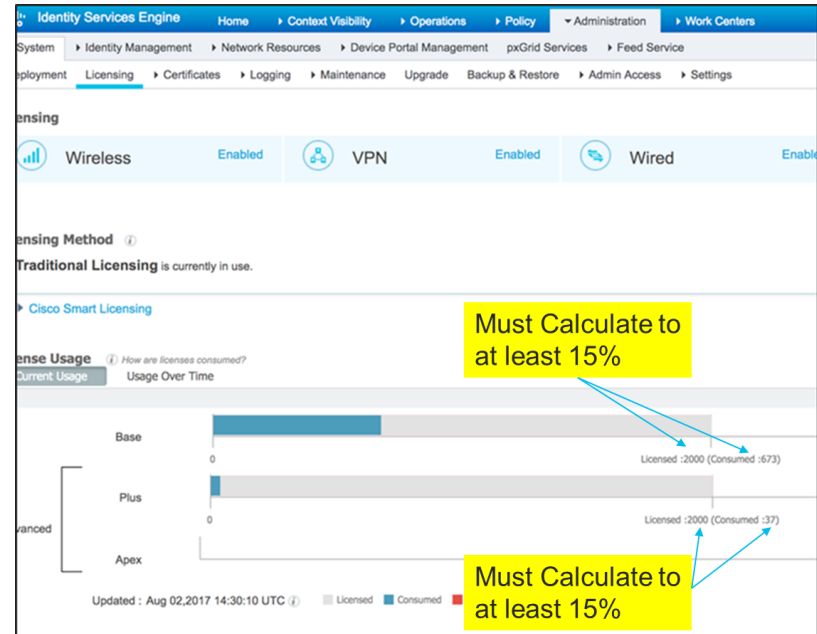 Identity Services Engine Home Context Visibility Operations Policy Administration Work Centers
System Identity Management Network Resources Device Portal Management pxGrid Services Feed Service
eployment Licensing Certificates Logging Maintenance Upgrade Backup & Restore Admin Access Settings
ensing
Wireless Enabled VPN Enabled Wired Enable
ensing Method
Traditional Licensing is currently in use.
Cisco Smart Licensing
Must Calculate to
at least 15%
ense Usage How are licenses consumed?
Current Usage Usage Over Time
Base
0 Licensed :2000 (Consumed :673)
Plus
0 Licensed :2000 (Consumed :37)
vanced
Apex
Must Calculate to
at least 15%
Updated : Aug 02,2017 14:30:10 UTC Licensed Consumed